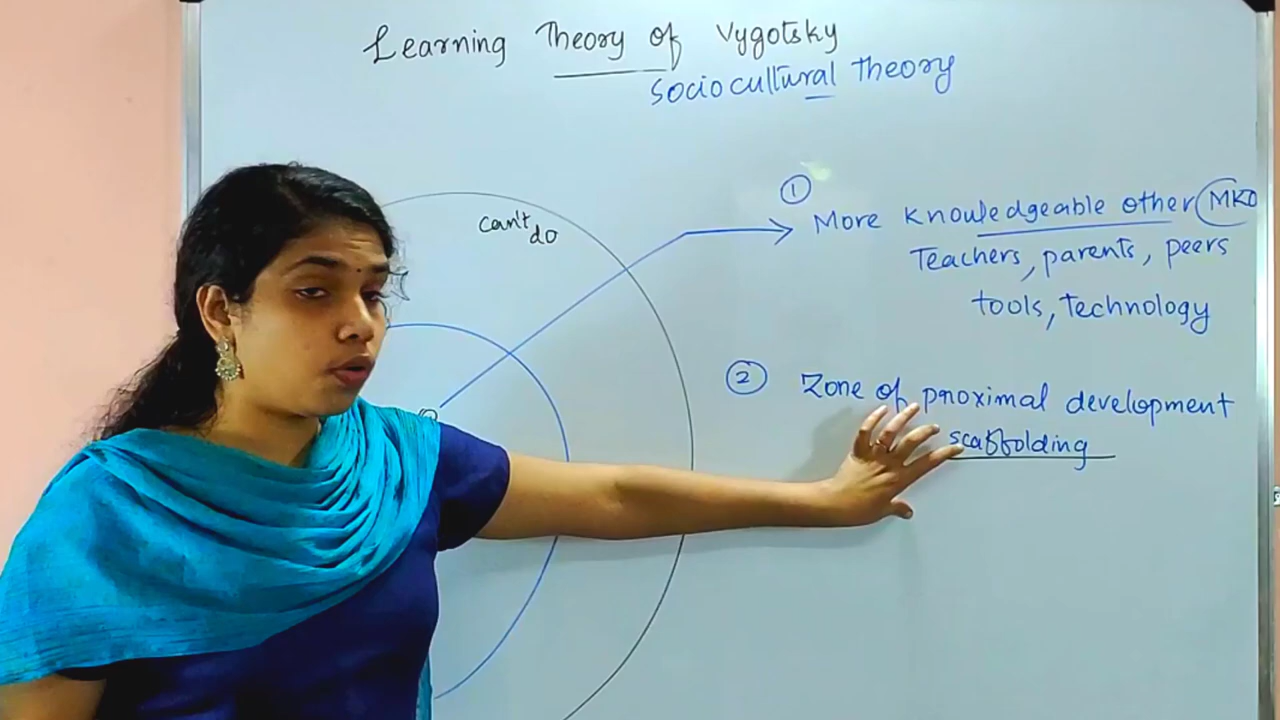 Learning Theory of Vygotsky
Sociocultural Theory
can't
do
① More knowledgeable other MKO
Teachers, parents, peers
tools, Technology
② Zone of proximal development
scaffolding